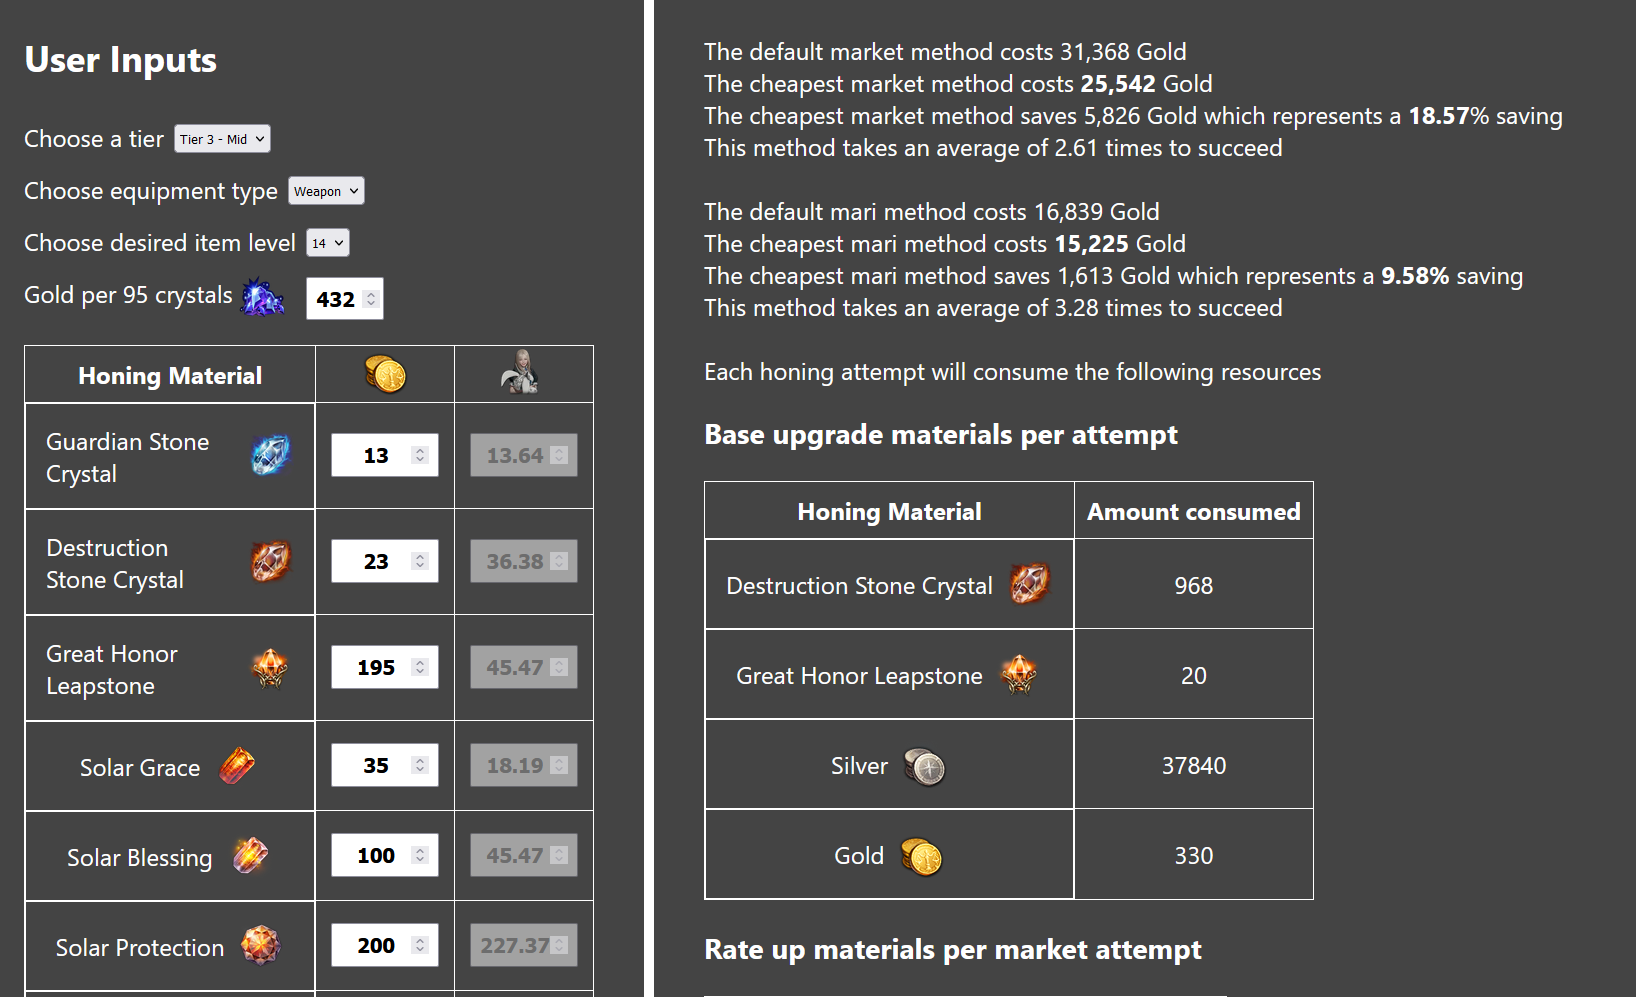 User Inputs
Choose a tier Tier 3 - Mid
Choose equipment type Weapon
Choose desired item level 14
Gold per 95 crystals 432
Honing Material
Guardian Stone
Crystal
13 13.64
Destruction
Stone Crystal
23 36.38
Great Honor
Leapstone
195 45.47
Solar Grace 35 18.19
Solar Blessing 100 45.47
Solar Protection 200 227.37
The default market method costs 31,368 Gold
The cheapest market method costs 25,542 Gold
The cheapest market method saves 5,826 Gold which represents a 18.57% saving
This method takes an average of 2.61 times to succeed
The default mari method costs 16,839 Gold
The cheapest mari method costs 15,225 Gold
The cheapest mari method saves 1,613 Gold which represents a 9.58% saving
This method takes an average of 3.28 times to succeed
Each honing attempt will consume the following resources
Base upgrade materials per attempt
Honing Material Amount consumed
Destruction Stone Crystal 968
Great Honor Leapstone 20
Silver 37840
Gold 330
Rate up materials per market attempt